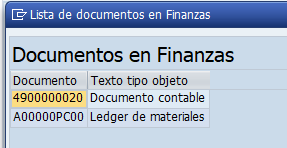 Lista de documentos en Finanzas
Documentos en Finanzas
Documento Texto tipo objeto
4900000020 Documento contable
A00000PC00 Ledger de materiales